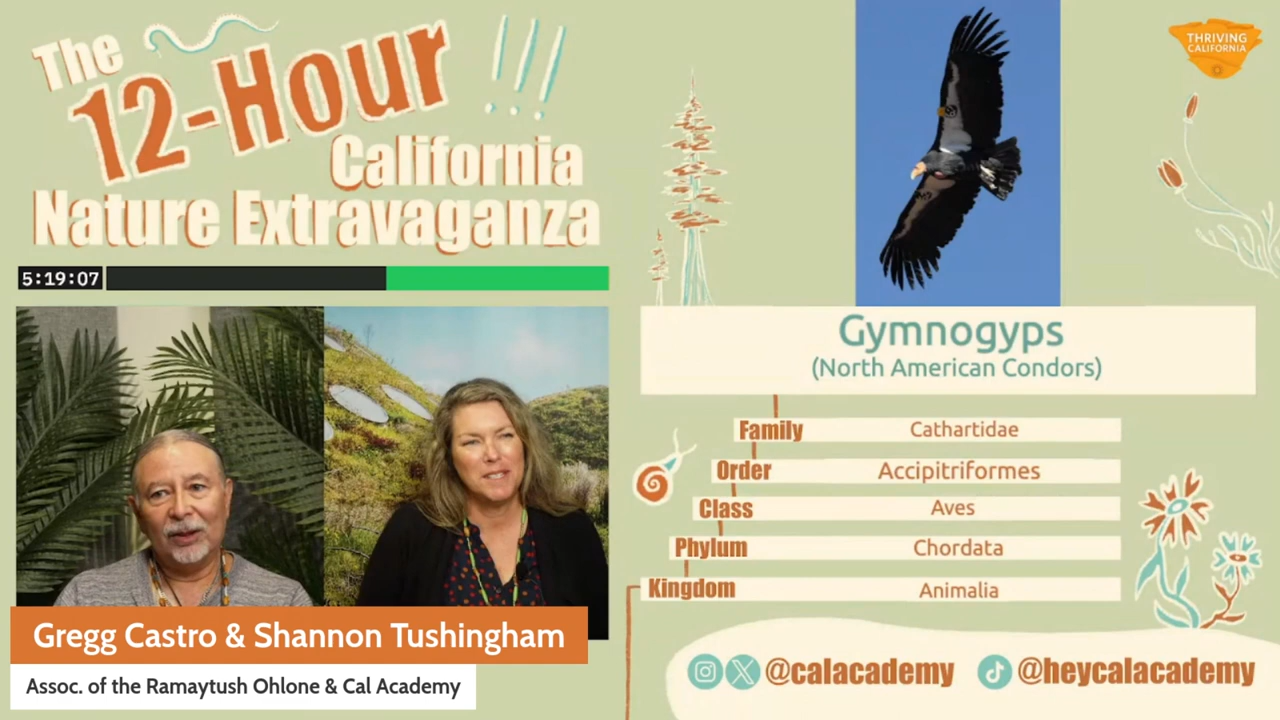 The
12-Hour !!!
California
Nature Extravaganza
5:19:07
Gregg Castro & Shannon Tushingham
Assoc. of the Ramaytush Ohlone & Cal Academy
THRIVING
CALIFORNIA
Gymnogyps
(North American Condors)
Family Cathartidae
Order Accipitriformes
Class Aves
Phylum Chordata
Kingdom Animalia
@calacademy @heycalacademy